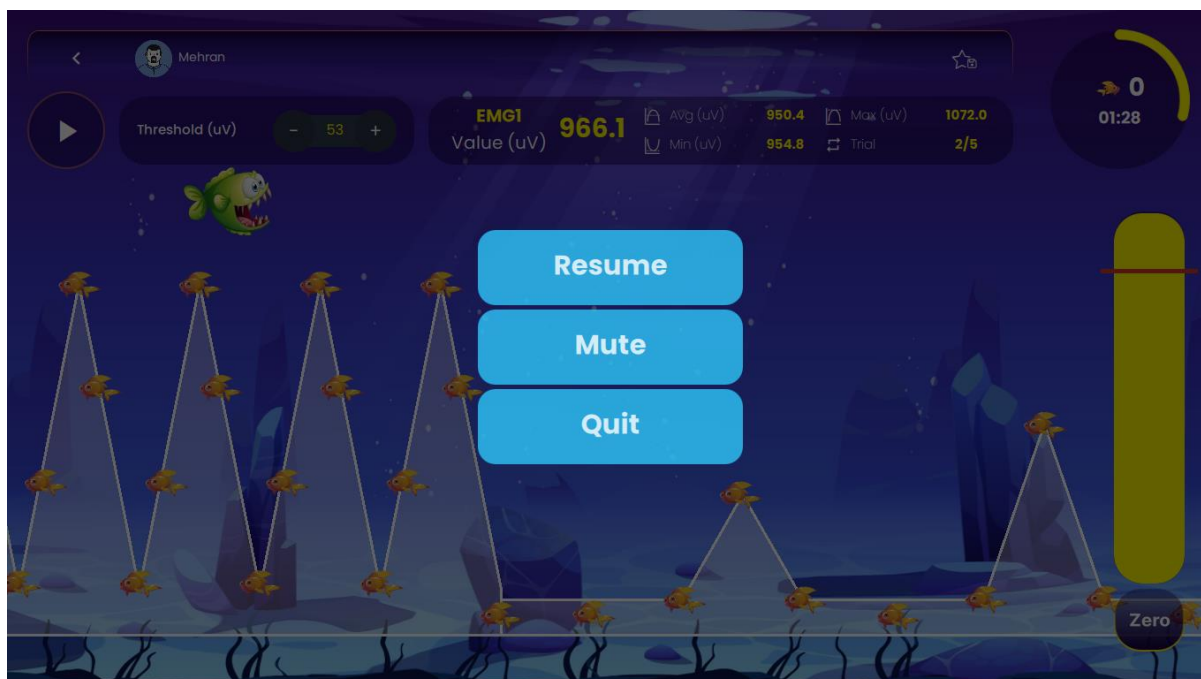 Mehran
0
01:28
Threshold (uV) - 53 +
EMG1
Value (uV)
966.1
Avg (uV) 950.4
Max (uV) 1072.0
Min (uV) 954.8
Trial 2/5
Resume
Mute
Quit
Zero